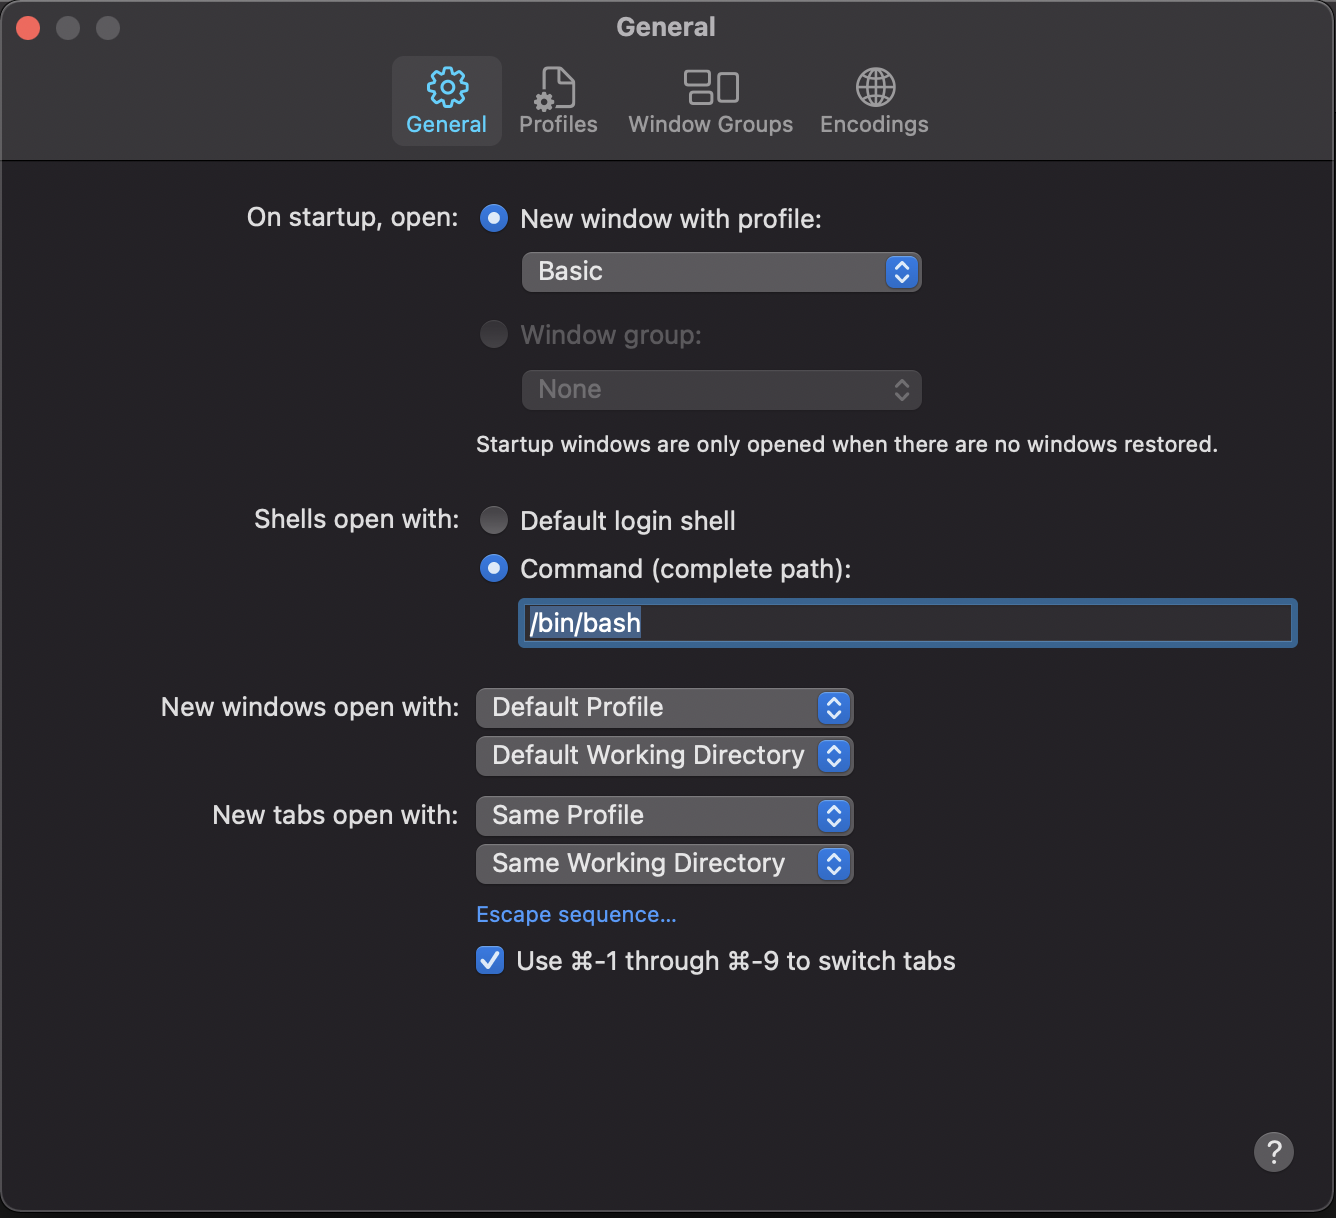 General
General Profiles Window Groups Encodings
On startup, open: New window with profile:
Basic
Window group:
None
Startup windows are only opened when there are no windows restored.
Shells open with: Default login shell
Command (complete path):
/bin/bash
New windows open with: Default Profile
Default Working Directory
New tabs open with: Same Profile
Same Working Directory
Escape sequence...
Use ⌘-1 through ⌘-9 to switch tabs
?